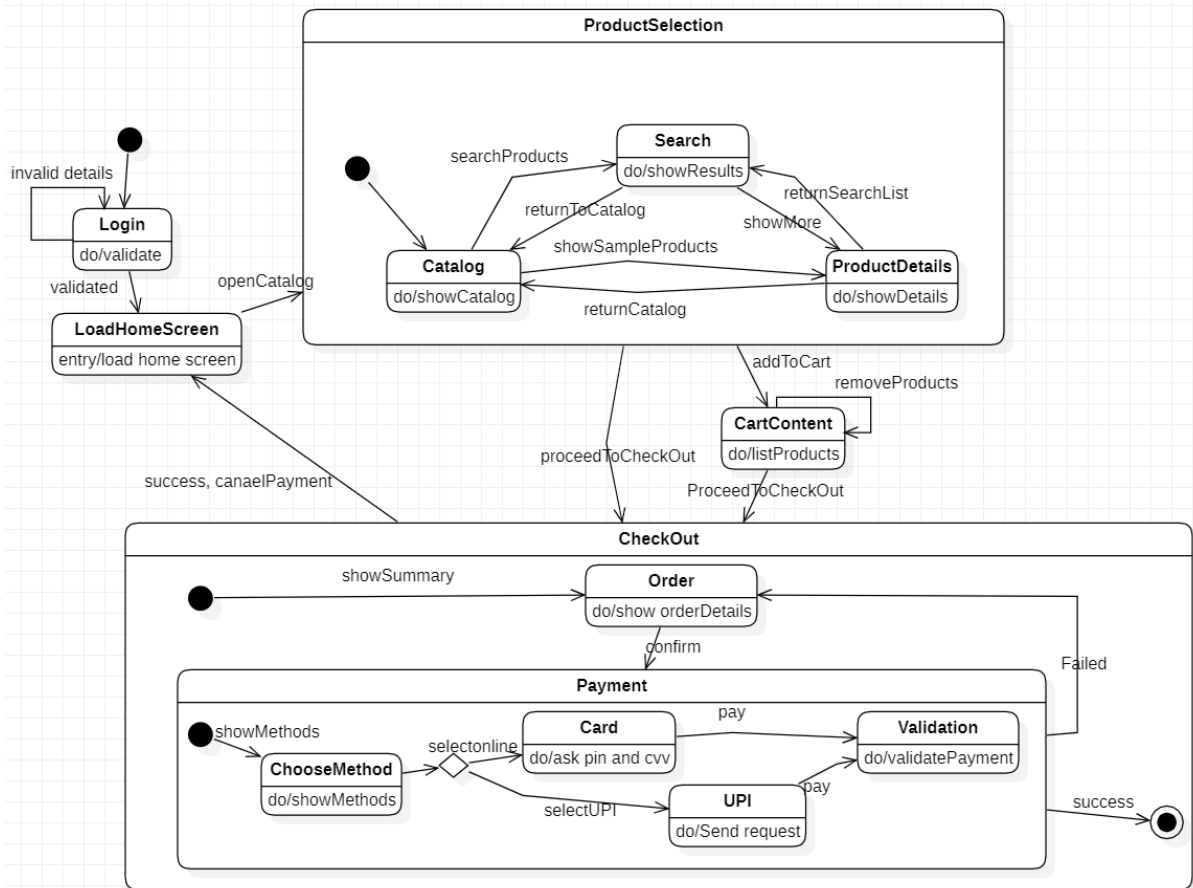 ProductSelection
Search
do/showResults
searchProducts
returnSearchList
returnToCatalog
showMore
showSampleProducts
Catalog
do/showCatalog
ProductDetails
do/showDetails
returnCatalog
invalid details
Login
do/validate
validated
openCatalog
LoadHomeScreen
entry/load home screen
addToCart
removeProducts
CartContent
do/listProducts
proceedToCheckOut
ProceedToCheckOut
success, canaelPayment
CheckOut
showSummary
Order
do/show orderDetails
confirm
Failed
Payment
showMethods
ChooseMethod
do/showMethods
selectonline
Card
do/ask pin and cvv
pay
Validation
do/validatePayment
selectUPI
UPI
do/Send request
pay
success